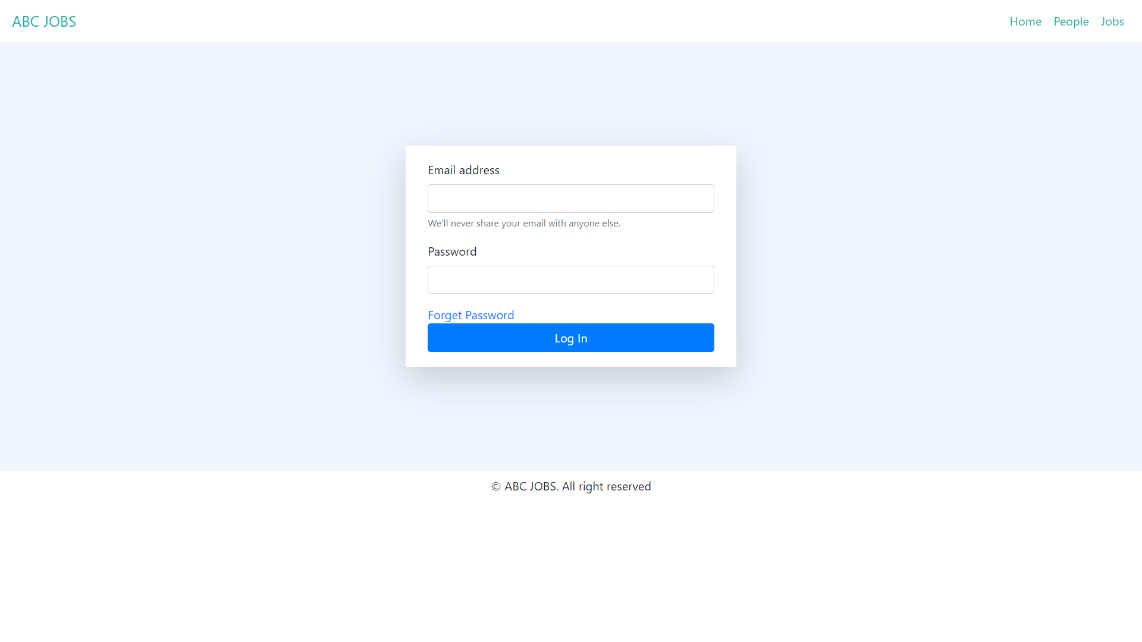 ABC JOBS
Home People Jobs
Email address
We'll never share your email with anyone else.
Password
Forget Password
Log In
© ABC JOBS. All right reserved